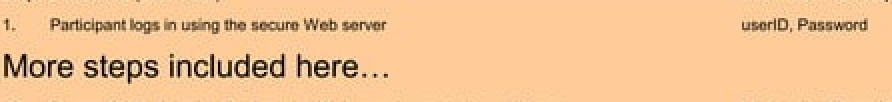 1. Participant logs in using the secure Web server userID, Password
More steps included here…